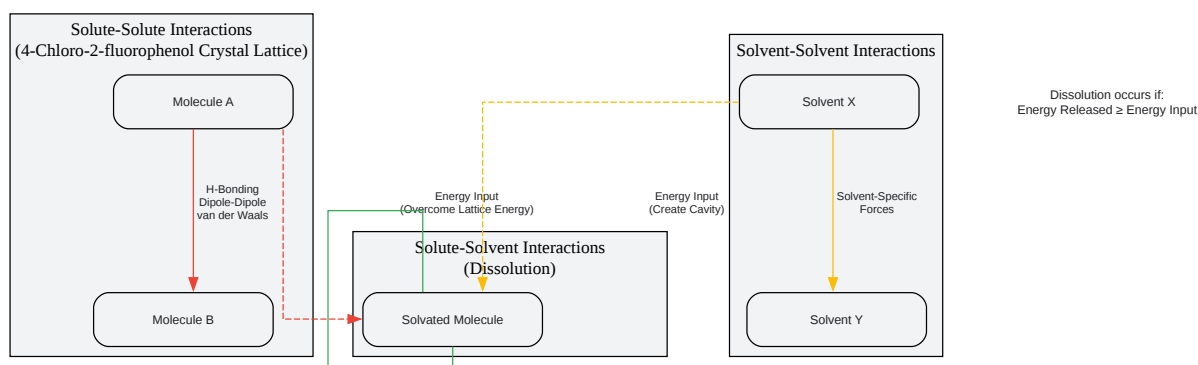 Solute-Solute Interactions
(4-Chloro-2-fluorophenol Crystal Lattice)
Molecule A
H-Bonding
Dipole-Dipole
van der Waals
Molecule B
Energy Input
(Overcome Lattice Energy)
Solute-Solvent Interactions
(Dissolution)
Solvated Molecule
Energy Input
(Create Cavity)
Solvent-Solvent Interactions
Solvent X
Solvent-Specific
Forces
Solvent Y
Dissolution occurs if:
Energy Released ≥ Energy Input